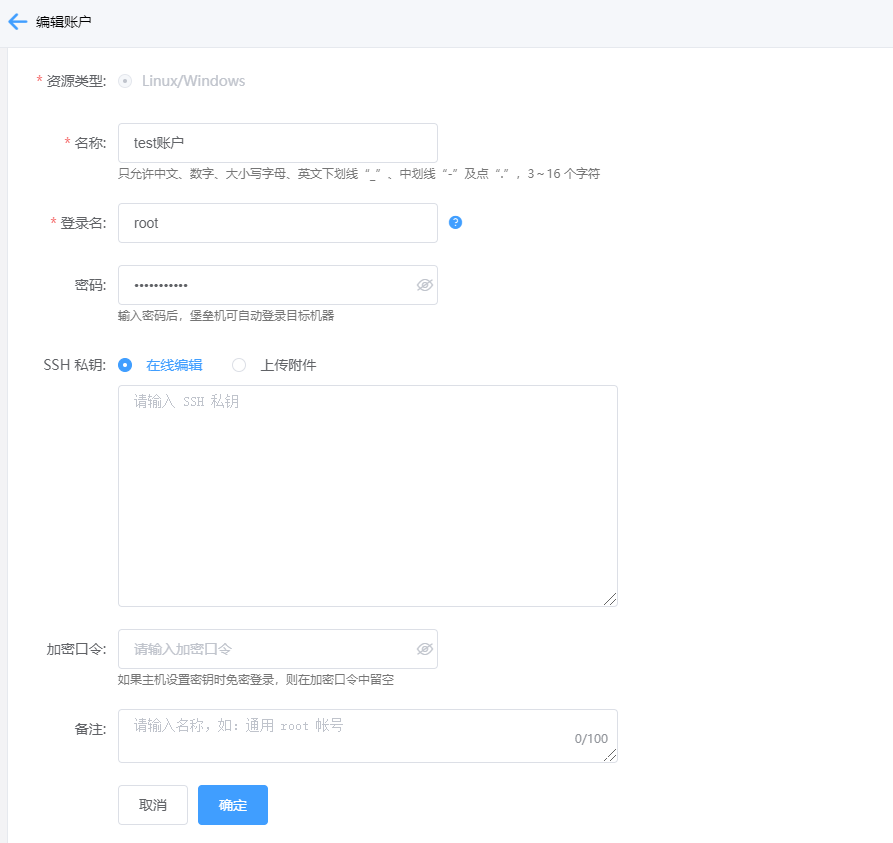 编辑账户
* 资源类型: Linux/Windows
* 名称: test账户
只允许中文、数字、大小写字母、英文下划线“_”、中划线“-”及点“.”，3~16 个字符
* 登录名: root ?
密码: •••••••••••
输入密码后，堡垒机可自动登录目标机器
SSH 私钥: 在线编辑 上传附件
请输入 SSH 私钥
加密口令: 请输入加密口令
如果主机设置密钥时免密登录，则在加密口令中留空
备注: 请输入名称，如：通用 root 帐号
0/100
取消 确定